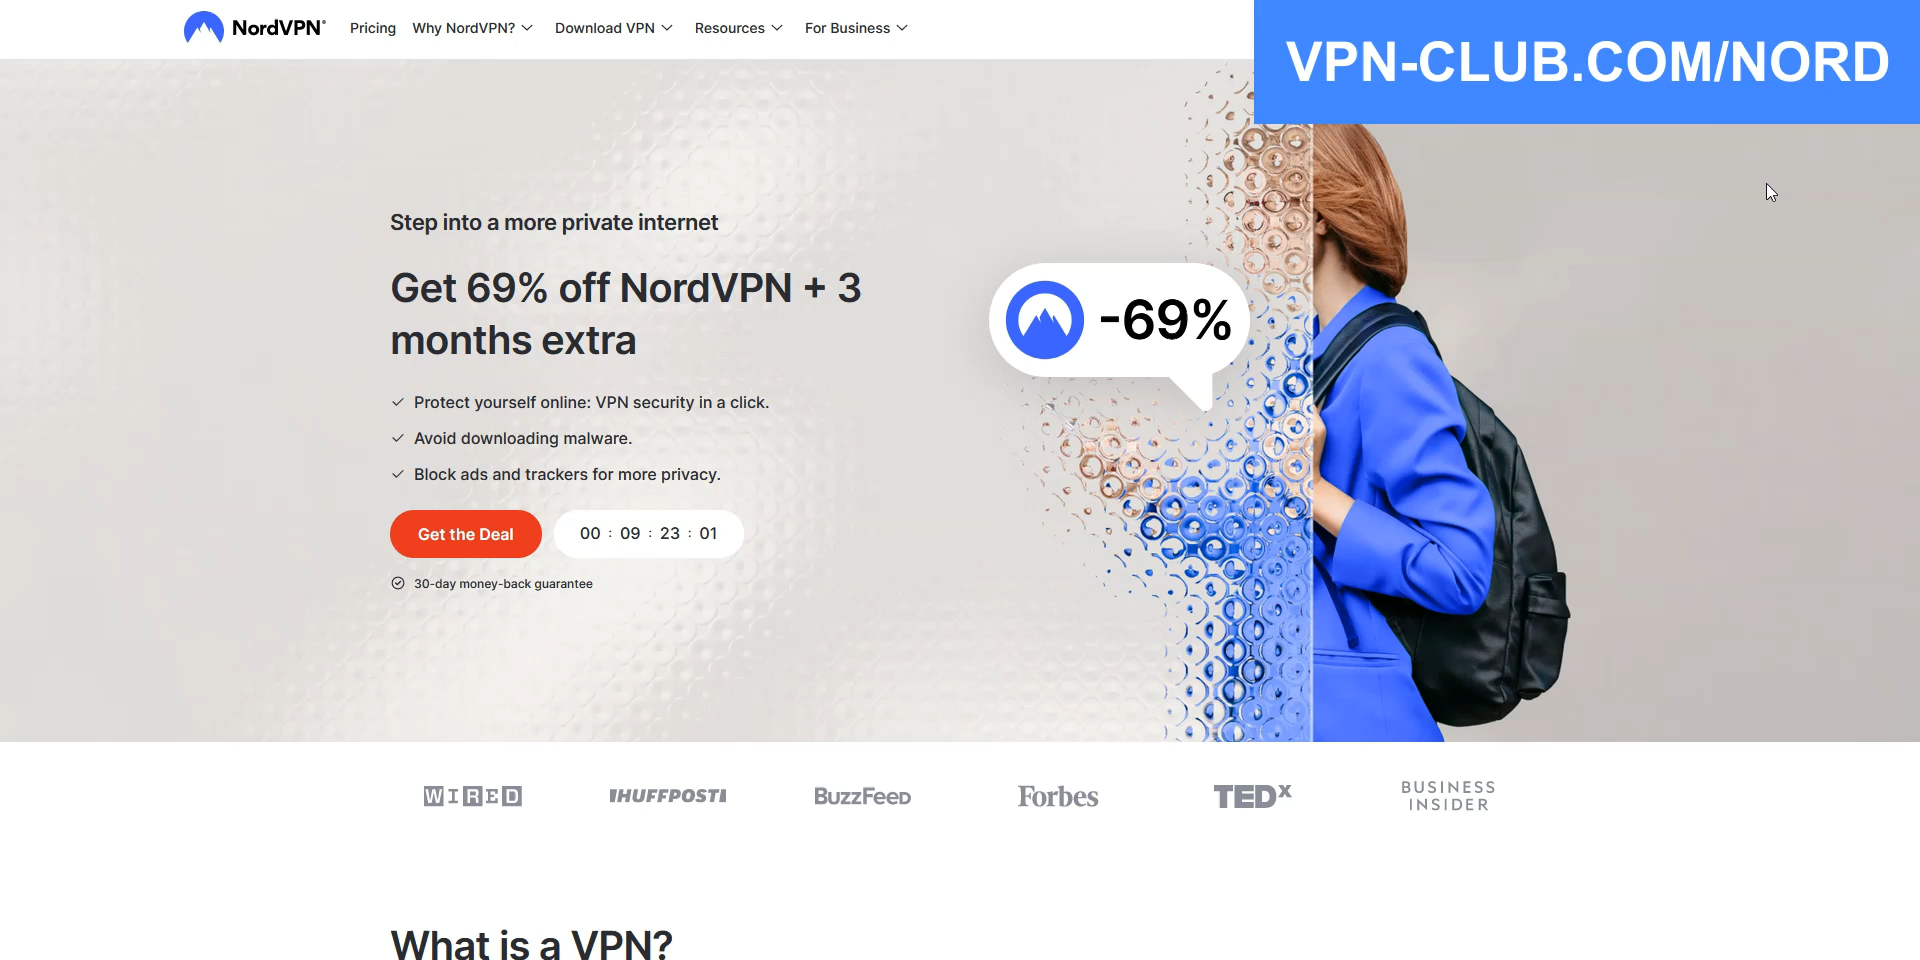 NordVPN®
Pricing
Why NordVPN?
Download VPN
Resources
For Business
VPN-CLUB.COM/NORD
Step into a more private internet
Get 69% off NordVPN + 3
months extra
-69%
Protect yourself online: VPN security in a click.
Avoid downloading malware.
Block ads and trackers for more privacy.
Get the Deal
00 : 09 : 23 : 01
30-day money-back guarantee
WIRED
HUFFPOST
BuzzFeed
Forbes
TEDx
BUSINESS
INSIDER
What is a VPN?